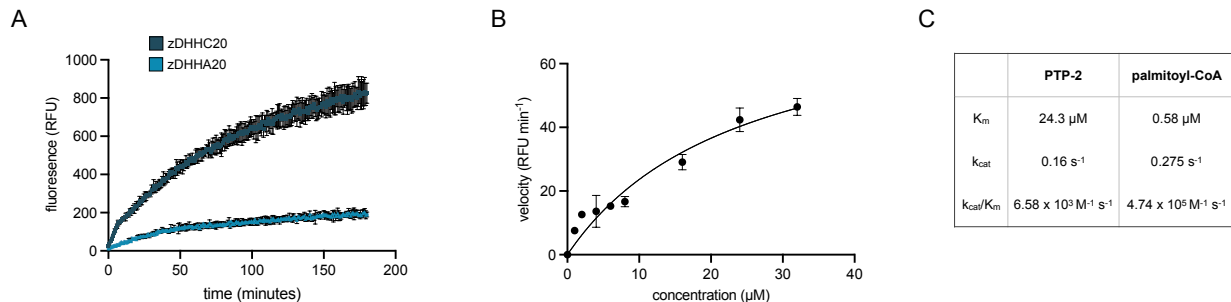 A
zDHHC20
zDHHA20
1000
800
600
400
200
0
0
50
100
150
200
fluoresence (RFU)
time (minutes)
B
60
40
20
0
0
10
20
30
40
velocity (RFU min⁻¹)
concentration (µM)
C
PTP-2 palmitoyl-CoA
Kₘ 24.3 µM 0.58 µM
kcat 0.16 s⁻¹ 0.275 s⁻¹
kcat/Kₘ 6.58 x 10³ M⁻¹ s⁻¹ 4.74 x 10⁵ M⁻¹ s⁻¹